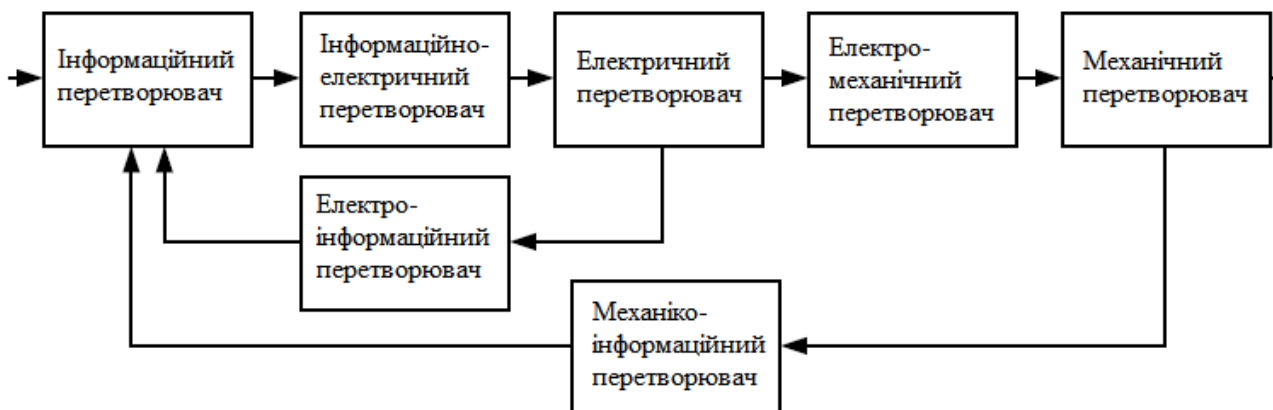 Інформаційний
перетворювач
Інформаційно-
електричний
перетворювач
Електричний
перетворювач
Електро-
механічний
перетворювач
Механічний
перетворювач
Електро-
інформаційний
перетворювач
Механіко-
інформаційний
перетворювач